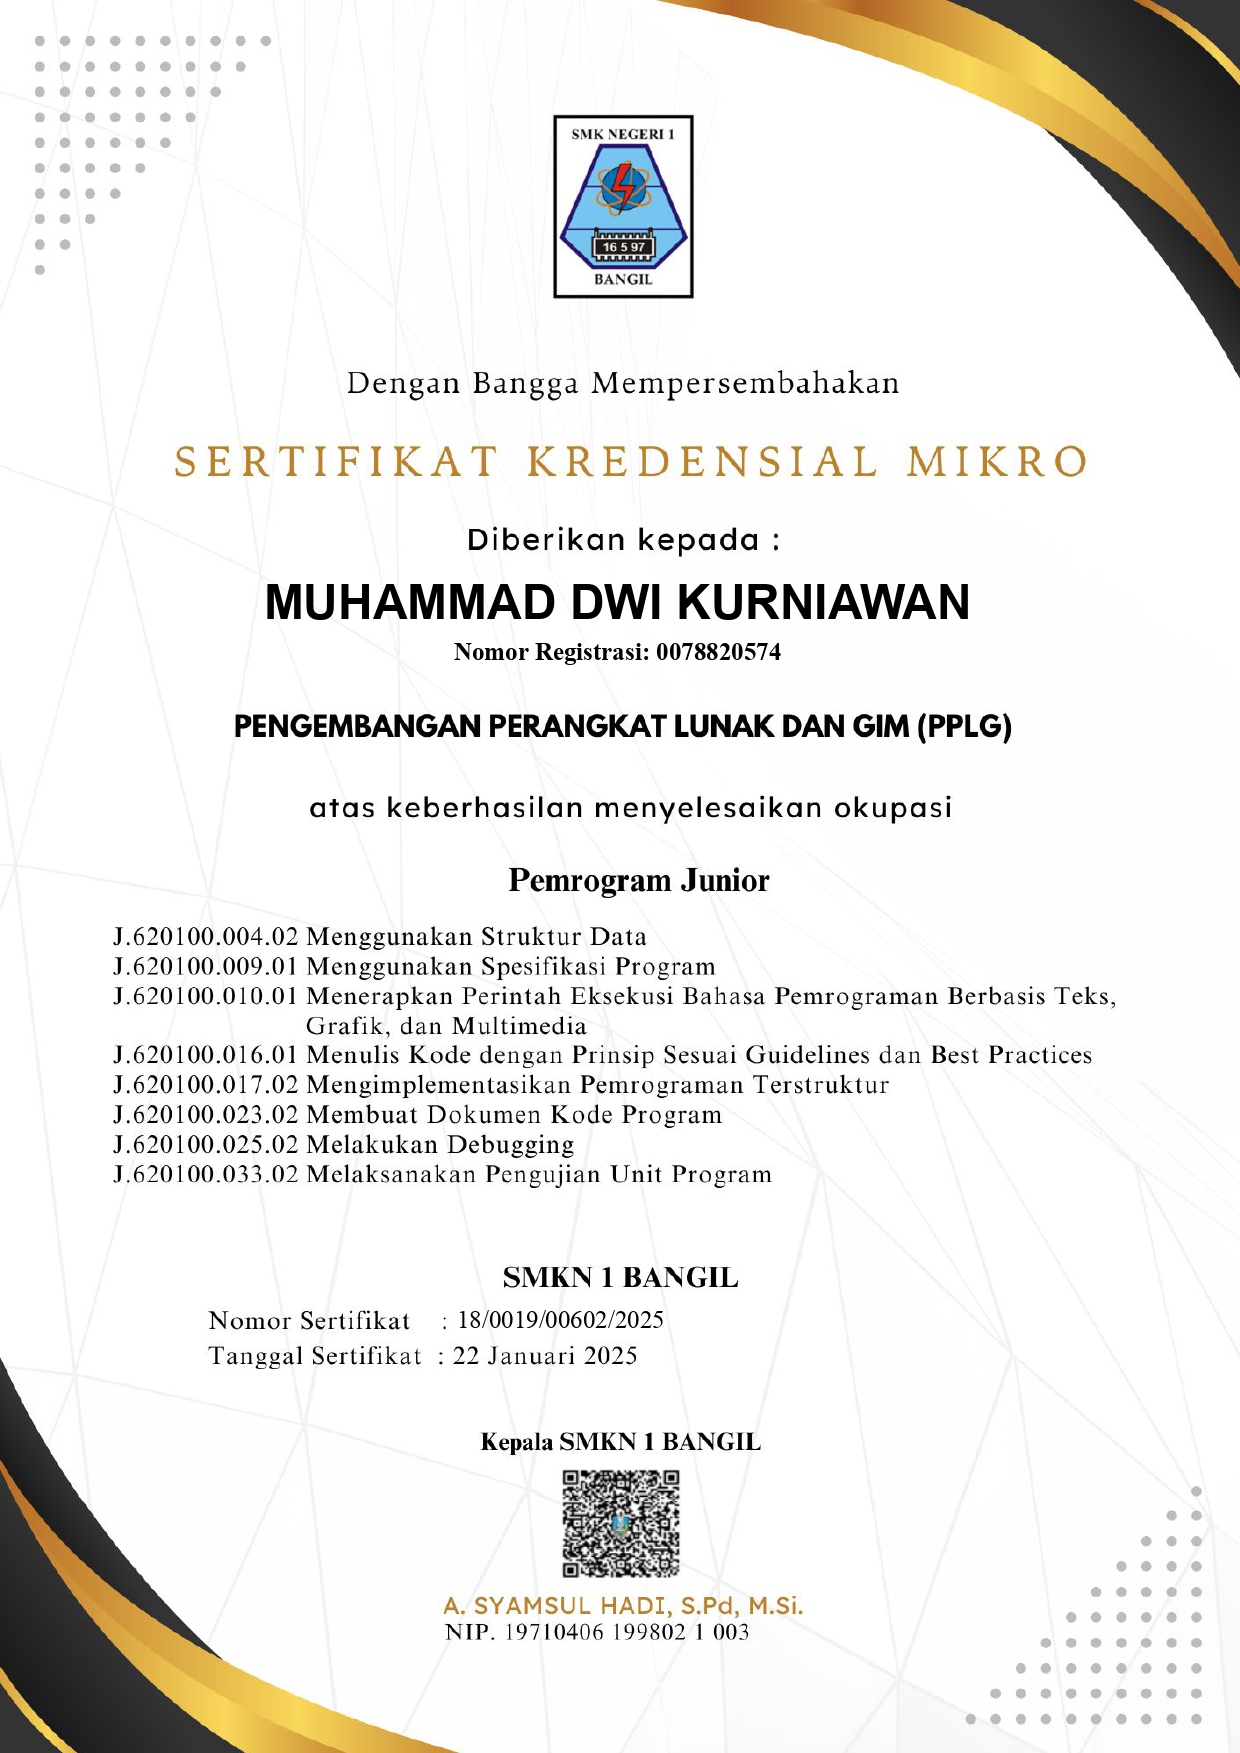 SMK NEGERI 1
16 5 97
BANGIL
Dengan Bangga Mempersembahakan
SERTIFIKAT KREDENSIAL MIKRO
Diberikan kepada :
MUHAMMAD DWI KURNIAWAN
Nomor Registrasi: 0078820574
PENGEMBANGAN PERANGKAT LUNAK DAN GIM (PPLG)
atas keberhasilan menyelesaikan okupasi
Pemrogram Junior
J.620100.004.02 Menggunakan Struktur Data
J.620100.009.01 Menggunakan Spesifikasi Program
J.620100.010.01 Menerapkan Perintah Eksekusi Bahasa Pemrograman Berbasis Teks,
Grafik, dan Multimedia
J.620100.016.01 Menulis Kode dengan Prinsip Sesuai Guidelines dan Best Practices
J.620100.017.02 Mengimplementasikan Pemrograman Terstruktur
J.620100.023.02 Membuat Dokumen Kode Program
J.620100.025.02 Melakukan Debugging
J.620100.033.02 Melaksanakan Pengujian Unit Program
SMKN 1 BANGIL
Nomor Sertifikat : 18/0019/00602/2025
Tanggal Sertifikat : 22 Januari 2025
Kepala SMKN 1 BANGIL
A. SYAMSUL HADI, S.Pd, M.Si.
NIP. 19710406 199802 1 003